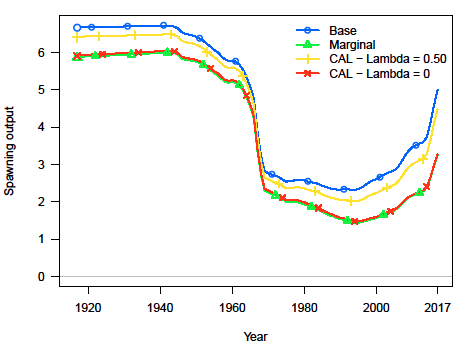 Base
Marginal
CAL − Lambda = 0.50
CAL − Lambda = 0
Spawning output
6
5
4
3
2
1
0
1920 1940 1960 1980 2000 2017
Year